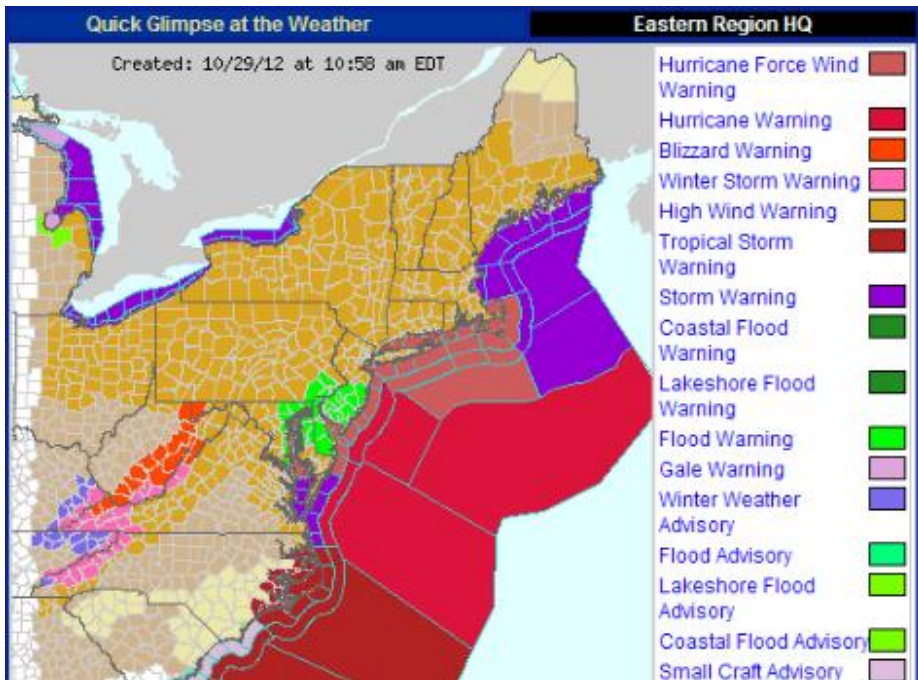 Quick Glimpse at the Weather
Eastern Region HQ
Created: 10/29/12 at 10:58 am EDT
Hurricane Force Wind
Warning
Hurricane Warning
Blizzard Warning
Winter Storm Warning
High Wind Warning
Tropical Storm
Warning
Storm Warning
Coastal Flood
Warning
Lakeshore Flood
Warning
Flood Warning
Gale Warning
Winter Weather
Advisory
Flood Advisory
Lakeshore Flood
Advisory
Coastal Flood Advisory
Small Craft Advisory